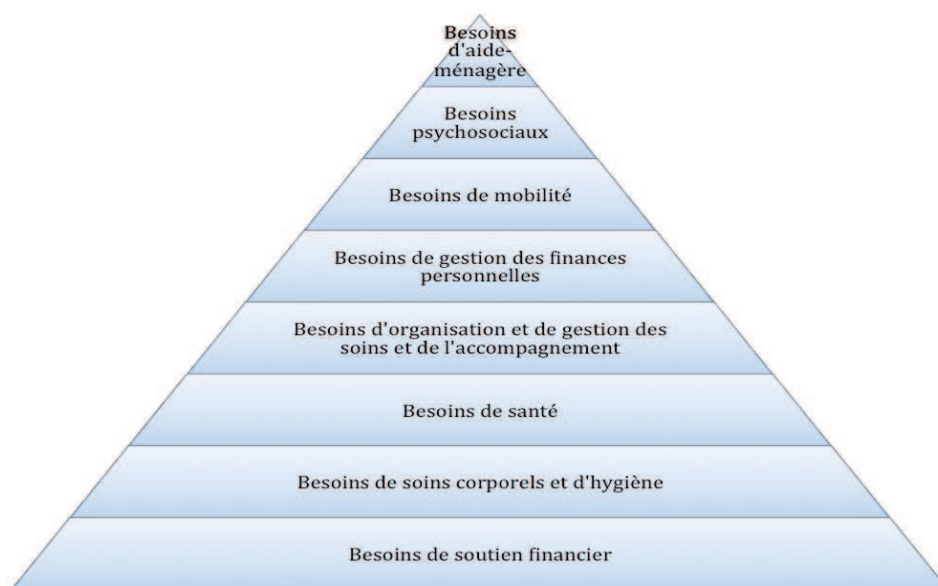 Besoins
d'aide-
ménagère
Besoins
psychosociaux
Besoins de mobilité
Besoins de gestion des finances
personnelles
Besoins d'organisation et de gestion des
soins et de l'accompagnement
Besoins de santé
Besoins de soins corporels et d'hygiène
Besoins de soutien financier